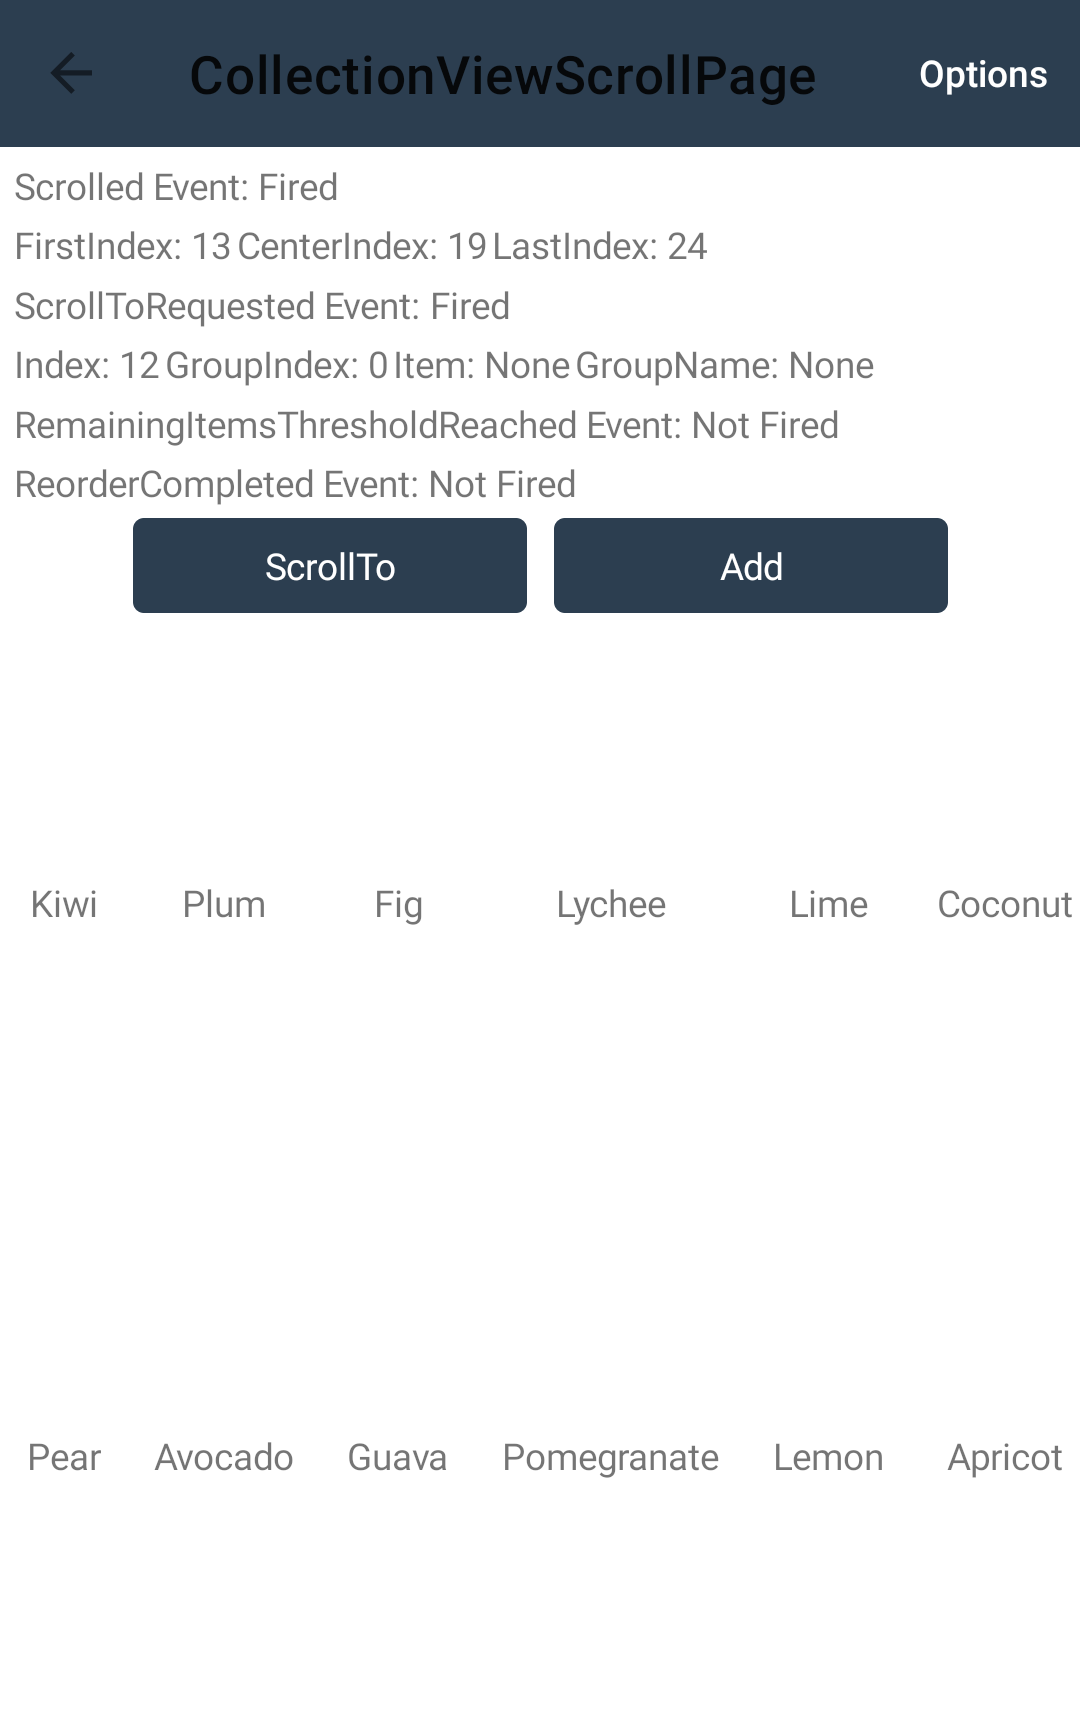 CollectionViewScrollPage Options
Scrolled Event: Fired
FirstIndex: 13 CenterIndex: 19 LastIndex: 24
ScrollToRequested Event: Fired
Index: 12 GroupIndex: 0 Item: None GroupName: None
RemainingItemsThresholdReached Event: Not Fired
ReorderCompleted Event: Not Fired
ScrollTo Add
Kiwi Plum Fig Lychee Lime Coconut
Pear Avocado Guava Pomegranate Lemon Apricot